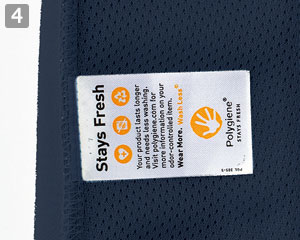 4
Stays Fresh
Your product lasts longer
and needs less washing.
Visit polygiene.com for
more information on your
odor-controlled item.
Wear More. Wash Less®
Polygiene®
STAYS FRESH